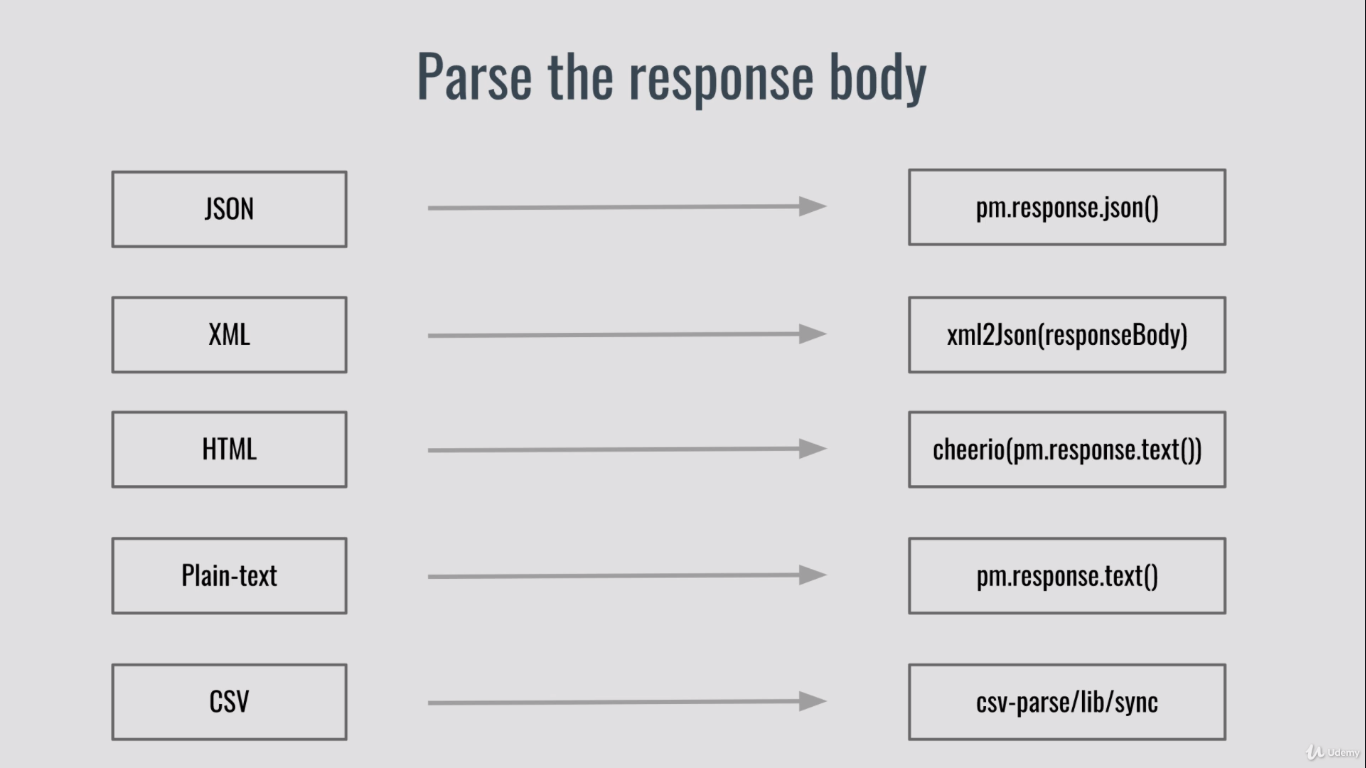 Parse the response body
JSON
pm.response.json()
XML
xml2Json(responseBody)
HTML
cheerio(pm.response.text())
Plain-text
pm.response.text()
CSV
csv-parse/lib/sync
Udemy